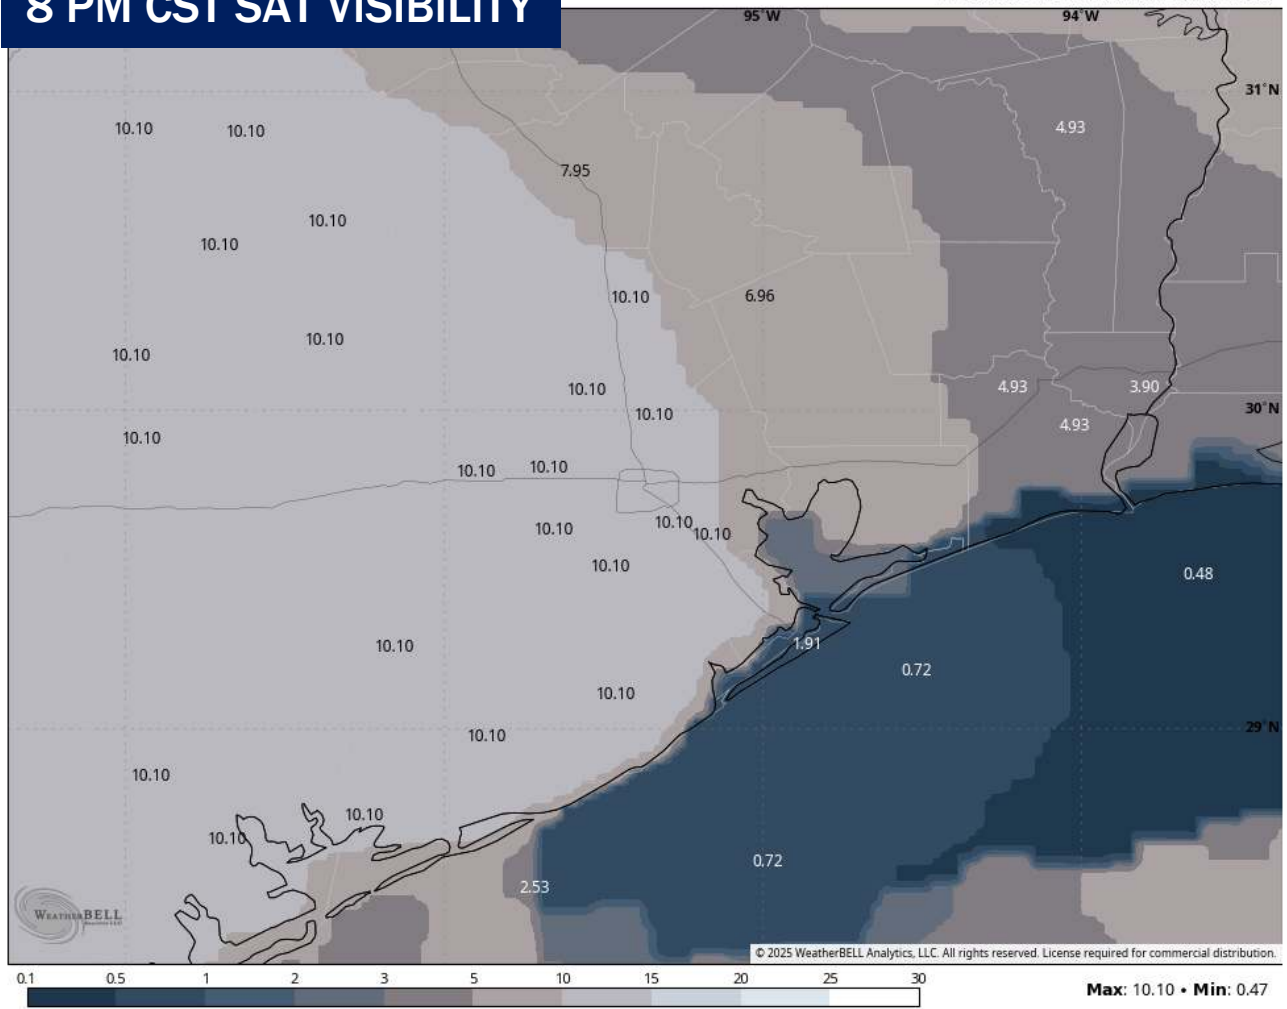 8 PM CST SAT VISIBILITY
95°W 94°W
31°N
10.10 10.10 4.93
7.95
10.10
10.10
10.10 6.96
10.10
10.10
10.10 4.93 3.90
10.10 30°N
4.93
10.10
10.10 10.10
10.10 10.10 10.10
10.10
0.48
10.10 1.91
0.72
10.10
10.10 29°N
10.10
10.10
10.10
0.72
2.53
WEATHERBELL
© 2025 WeatherBELL Analytics, LLC. All rights reserved. License required for commercial distribution.
0.1 0.5 1 2 3 5 10 15 20 25 30
Max: 10.10 • Min: 0.47